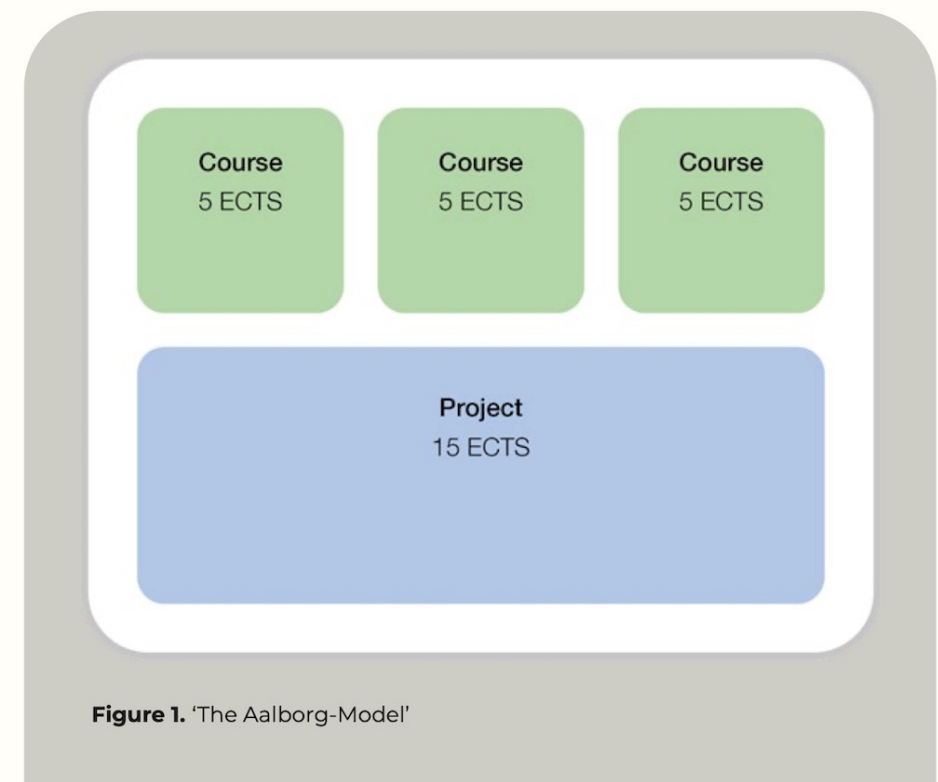 Course
5 ECTS
Course
5 ECTS
Course
5 ECTS
Project
15 ECTS
Figure 1. ‘The Aalborg-Model’